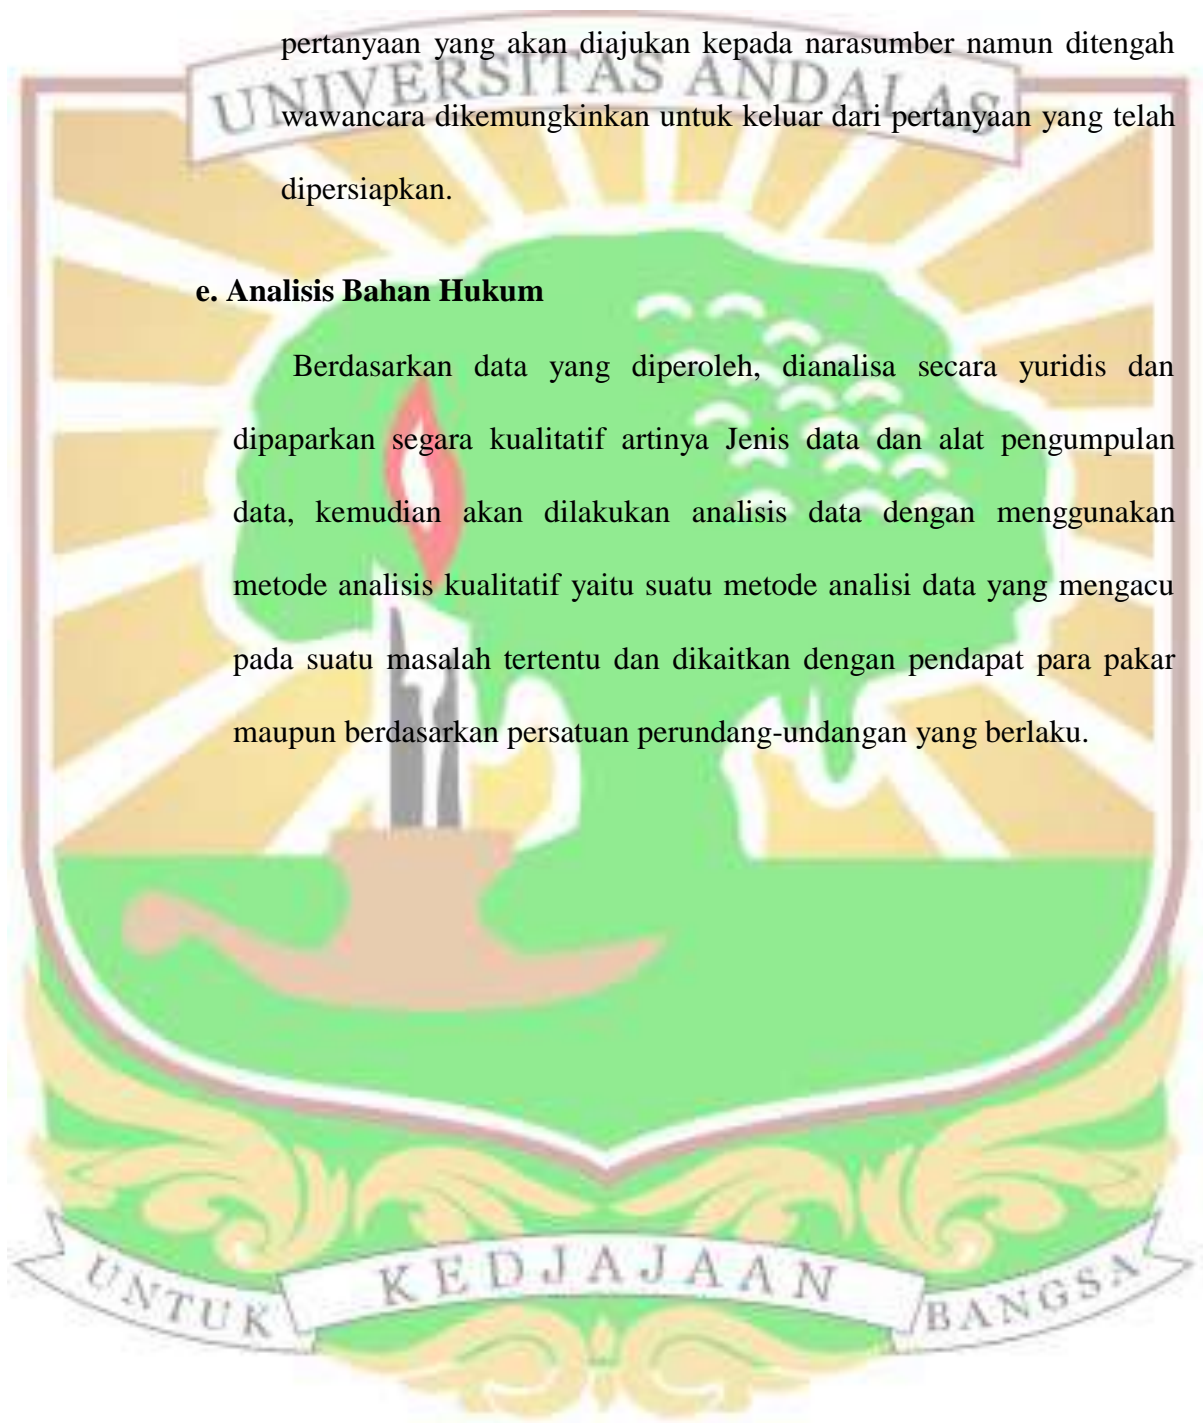 pertanyaan yang akan diajukan kepada narasumber namun ditengah
UNIVERSITAS ANDALAS
wawancara dikemungkinkan untuk keluar dari pertanyaan yang telah
dipersiapkan.
e. Analisis Bahan Hukum
Berdasarkan data yang diperoleh, dianalisa secara yuridis dan
dipaparkan segara kualitatif artinya Jenis data dan alat pengumpulan
data, kemudian akan dilakukan analisis data dengan menggunakan
metode analisis kualitatif yaitu suatu metode analisi data yang mengacu
pada suatu masalah tertentu dan dikaitkan dengan pendapat para pakar
maupun berdasarkan persatuan perundang-undangan yang berlaku.
UNTUK KEDJAJAAN BANGSA